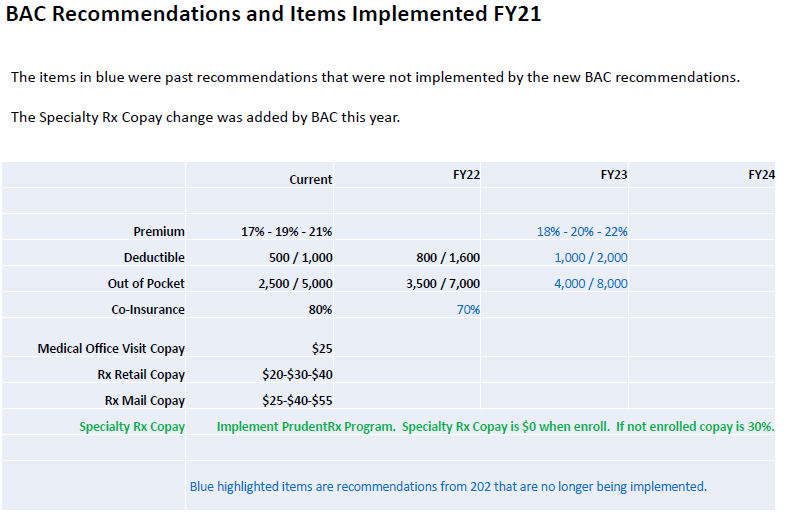 BAC Recommendations and Items Implemented FY21
The items in blue were past recommendations that were not implemented by the new BAC recommendations.
The Specialty Rx Copay change was added by BAC this year.
Current FY22 FY23 FY24
Premium 17% - 19% - 21% 18% - 20% - 22%
Deductible 500 / 1,000 800 / 1,600 1,000 / 2,000
Out of Pocket 2,500 / 5,000 3,500 / 7,000 4,000 / 8,000
Co-Insurance 80% 70%
Medical Office Visit Copay $25
Rx Retail Copay $20-$30-$40
Rx Mail Copay $25-$40-$55
Specialty Rx Copay Implement PrudentRx Program. Specialty Rx Copay is $0 when enroll. If not enrolled copay is 30%.
Blue highlighted items are recommendations from 202 that are no longer being implemented.